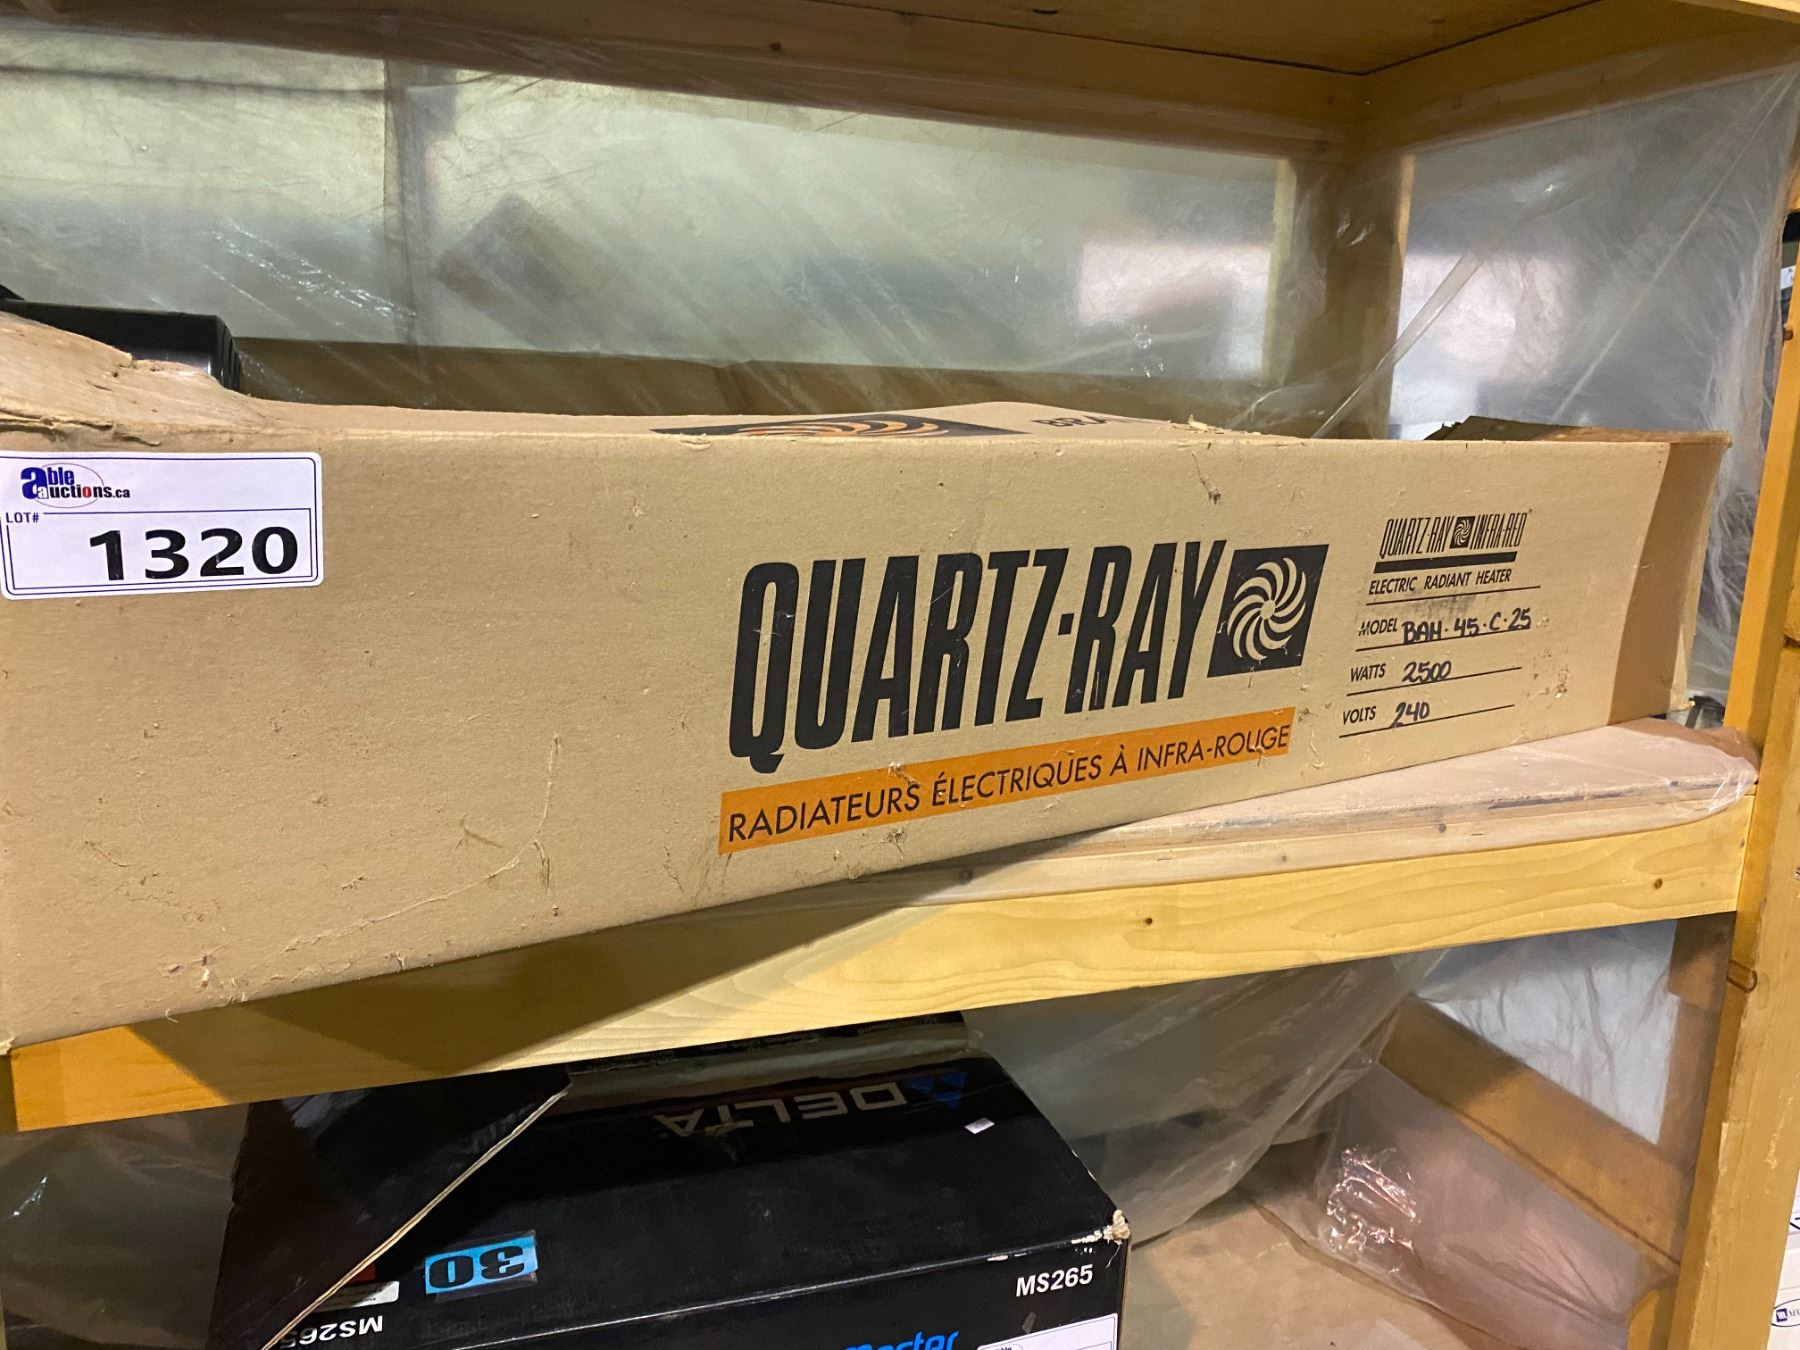 able
auctions.ca
LOT#
1320
QUARTZ·RAY
RADIATEURS ÉLECTRIQUES À INFRA-ROUGE
QUARTZ·RAY INFRA-RED
ELECTRIC RADIANT HEATER
MODEL BAH·45·C·25
WATTS 2500
VOLTS 240
DELTA
30
MS265
MS265